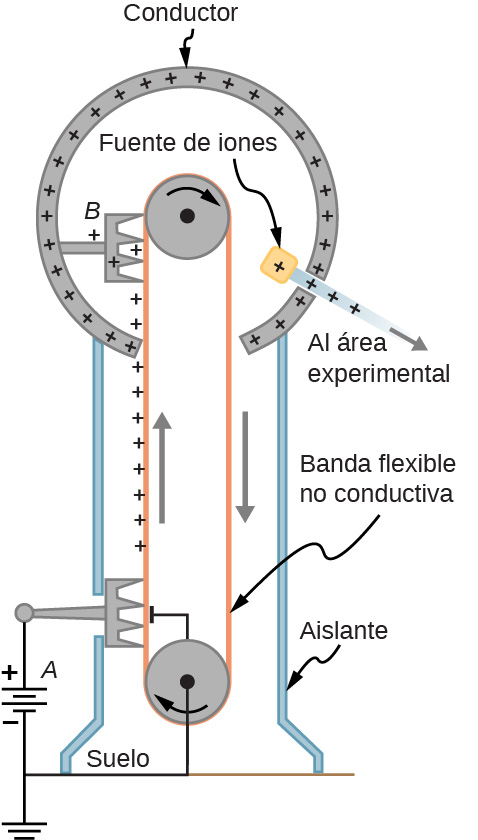 Conductor
Fuente de iones
B
Al área
experimental
Banda flexible
no conductiva
Aislante
A
Suelo